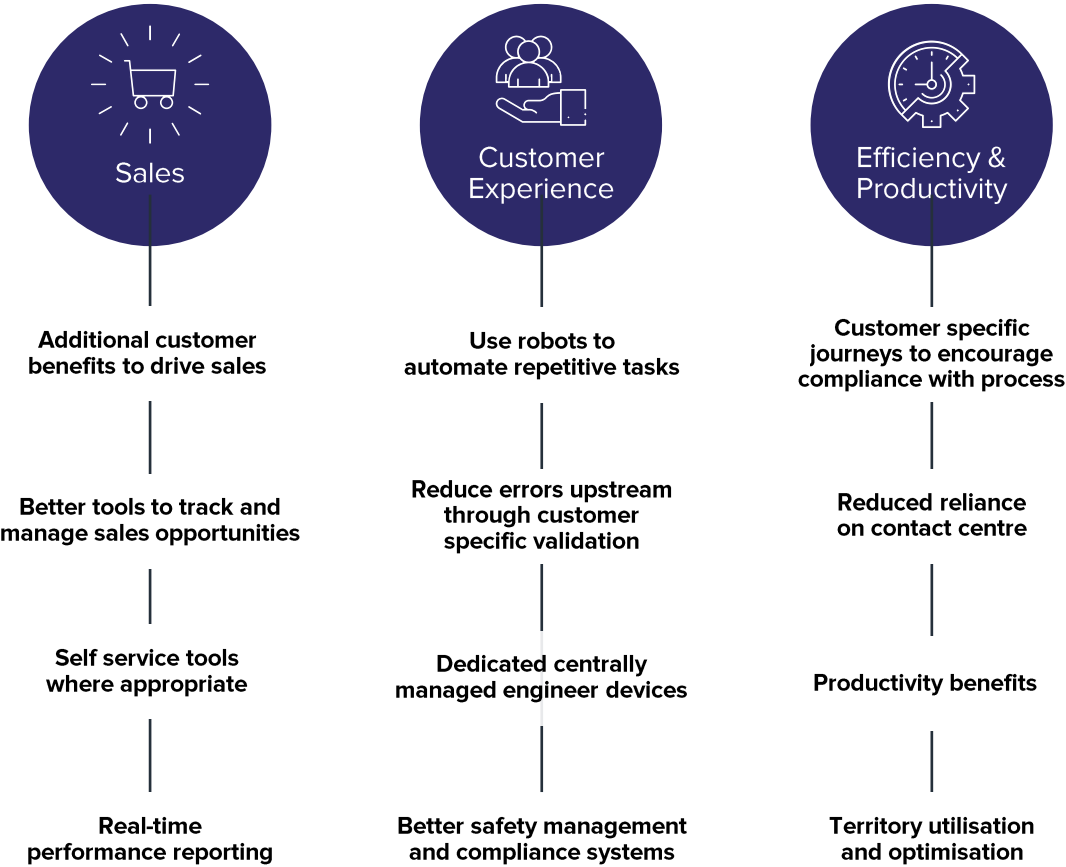 Sales
Additional customer
benefits to drive sales
Better tools to track and
manage sales opportunities
Self service tools
where appropriate
Real-time
performance reporting
Customer
Experience
Use robots to
automate repetitive tasks
Reduce errors upstream
through customer
specific validation
Dedicated centrally
managed engineer devices
Better safety management
and compliance systems
Efficiency &
Productivity
Customer specific
journeys to encourage
compliance with process
Reduced reliance
on contact centre
Productivity benefits
Territory utilisation
and optimisation